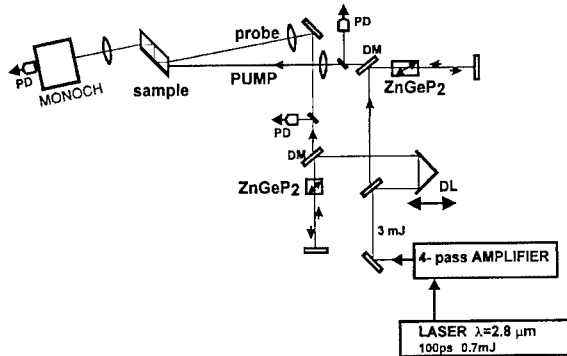 PD
probe
DM
PD
MONOCH
sample
PUMP
ZnGeP2
PD
DM
ZnGeP2
DL
3 mJ
4- pass AMPLIFIER
LASER λ=2.8 μm
100ps 0.7mJ